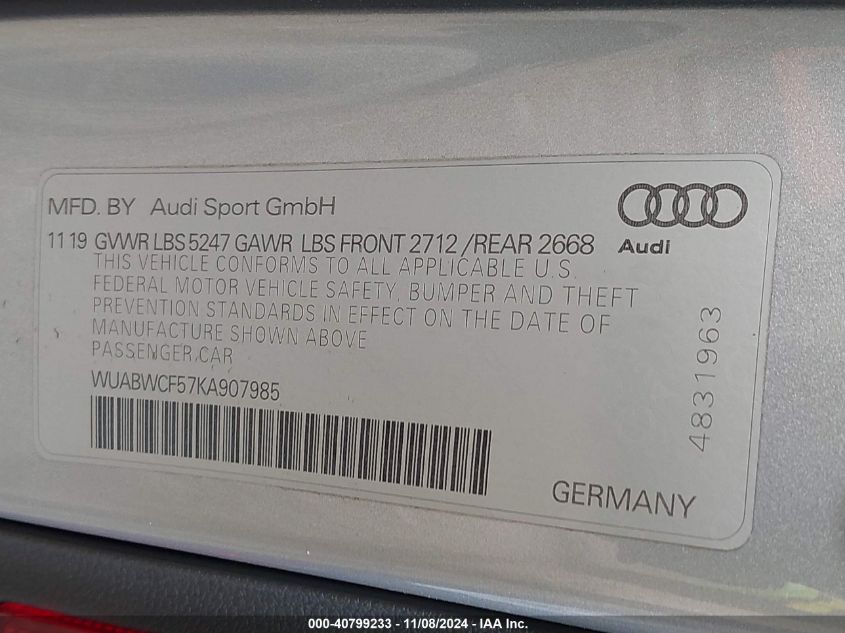 MFD. BY Audi Sport GmbH
11 19 GVWR LBS 5247 GAWR LBS FRONT 2712 /REAR 2668
Audi
THIS VEHICLE CONFORMS TO ALL APPLICABLE U.S.
FEDERAL MOTOR VEHICLE SAFETY, BUMPER AND THEFT
PREVENTION STANDARDS IN EFFECT ON THE DATE OF
MANUFACTURE SHOWN ABOVE
PASSENGER CAR
WUABWCF57KA907985
4831963
GERMANY
000-40799233 - 11/08/2024 - IAA Inc.